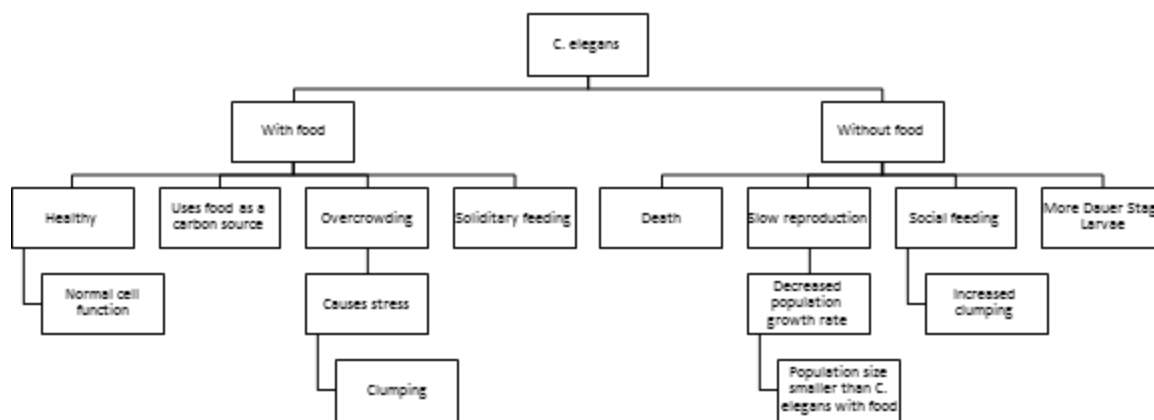 C. elegans
With food
Without food
Healthy
Uses food as a
carbon source
Overcrowding
Soliditary feeding
Death
Slow reproduction
Social feeding
More Dauer Stag
Larvae
Normal cell
function
Causes stress
Decreased
population
growth rate
Increased
clumping
Clumping
Population size
smaller than C.
elegans with food